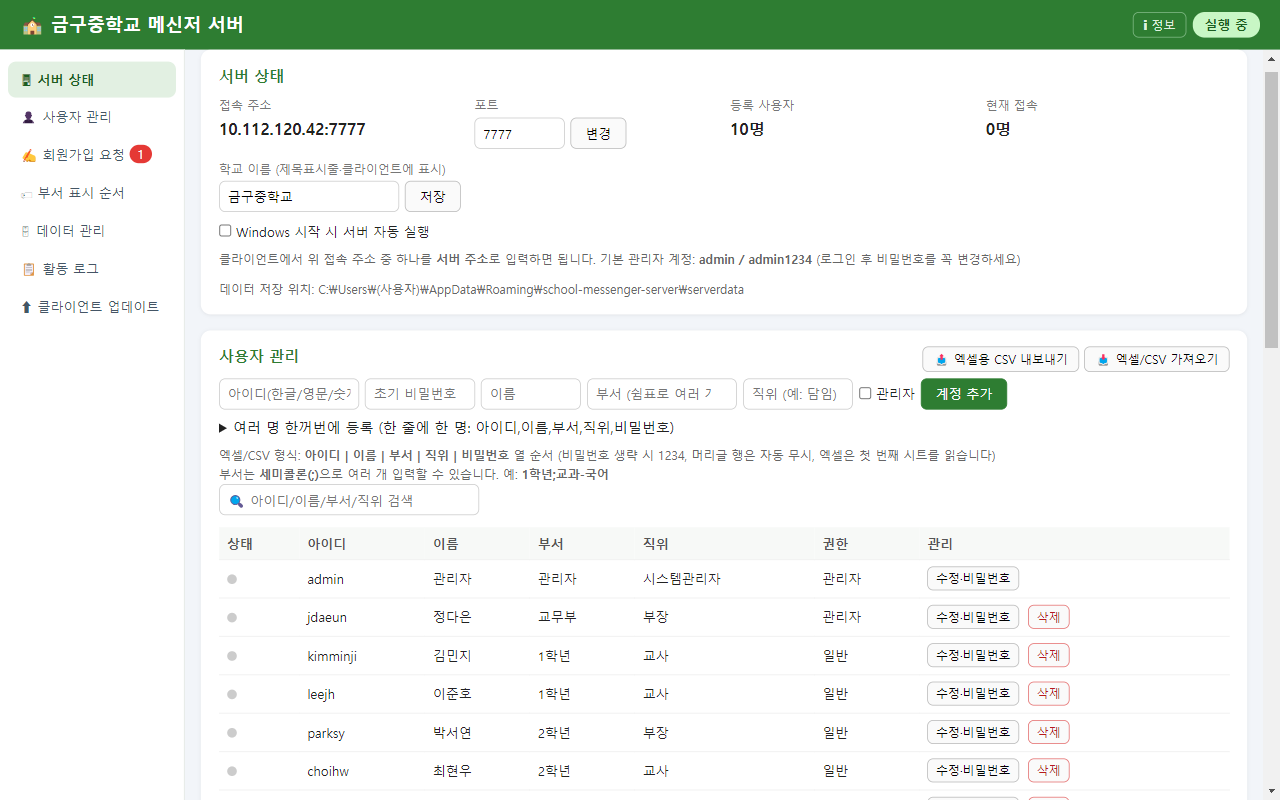 금구중학교 메신저 서버
정보
실행 중
서버 상태
사용자 관리
회원가입 요청 1
부서 표시 순서
데이터 관리
활동 로그
클라이언트 업데이트
서버 상태
접속 주소 포트 등록 사용자 현재 접속
10.112.120.42:7777 7777 변경 10명 0명
학교 이름 (제목표시줄·클라이언트에 표시)
금구중학교 저장
Windows 시작 시 서버 자동 실행
클라이언트에서 위 접속 주소 중 하나를 서버 주소로 입력하면 됩니다. 기본 관리자 계정: admin / admin1234 (로그인 후 비밀번호를 꼭 변경하세요)
데이터 저장 위치: C:₩Users₩(사용자)₩AppData₩Roaming₩school-messenger-server₩serverdata
사용자 관리 엑셀용 CSV 내보내기 엑셀/CSV 가져오기
아이디(한글/영문/숫자 초기 비밀번호 이름 부서 (쉼표로 여러 직위 (예: 담임) 관리자 계정 추가
▶ 여러 명 한꺼번에 등록 (한 줄에 한 명: 아이디,이름,부서,직위,비밀번호)
엑셀/CSV 형식: 아이디 | 이름 | 부서 | 직위 | 비밀번호 열 순서 (비밀번호 생략 시 1234, 머리글 행은 자동 무시, 엑셀은 첫 번째 시트를 읽습니다)
부서는 세미콜론(;)으로 여러 개 입력할 수 있습니다. 예: 1학년;교과-국어
아이디/이름/부서/직위 검색
상태 아이디 이름 부서 직위 권한 관리
admin 관리자 관리자 시스템관리자 관리자 수정·비밀번호
jdaeun 정다은 교무부 부장 관리자 수정·비밀번호 삭제
kimminji 김민지 1학년 교사 일반 수정·비밀번호 삭제
leejh 이준호 1학년 교사 일반 수정·비밀번호 삭제
parksy 박서연 2학년 부장 일반 수정·비밀번호 삭제
choihw 최현우 2학년 교사 일반 수정·비밀번호 삭제